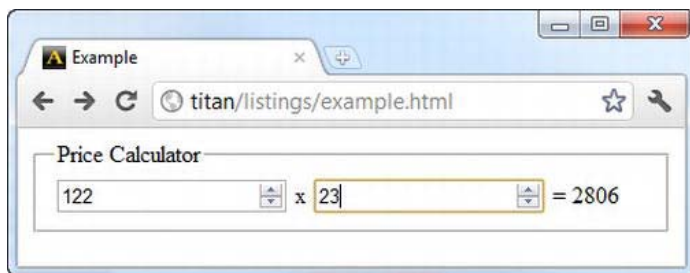 Example
titan/listings/example.html
Price Calculator
122 x 23 = 2806